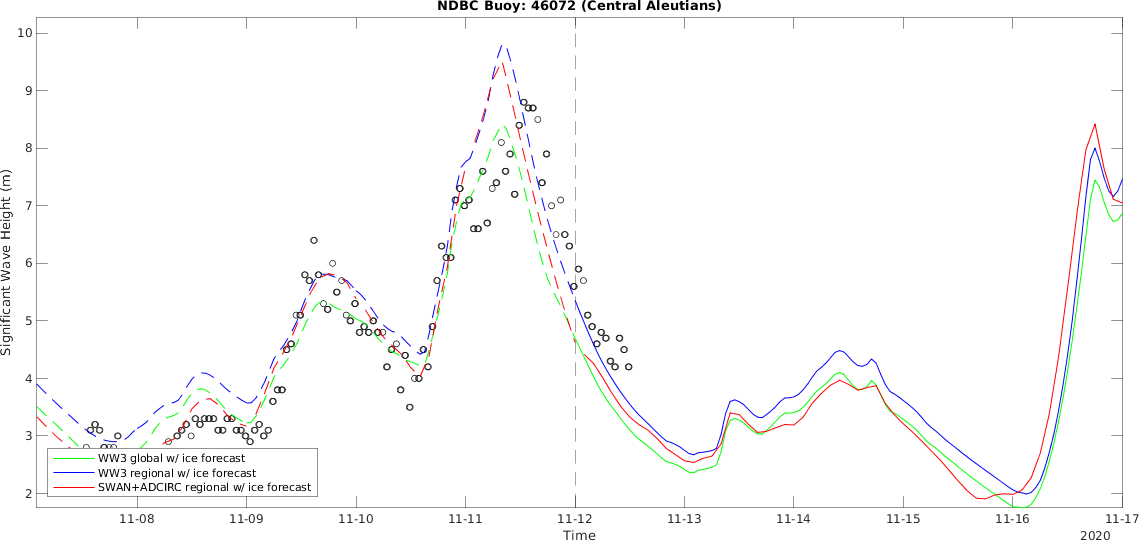 NDBC Buoy: 46072 (Central Aleutians)
Significant Wave Height (m)
10
9
8
7
6
5
4
3
2
WW3 global w/ ice forecast
WW3 regional w/ ice forecast
SWAN+ADCIRC regional w/ ice forecast
11-08 11-09 11-10 11-11 11-12 11-13 11-14 11-15 11-16 11-17
Time
2020